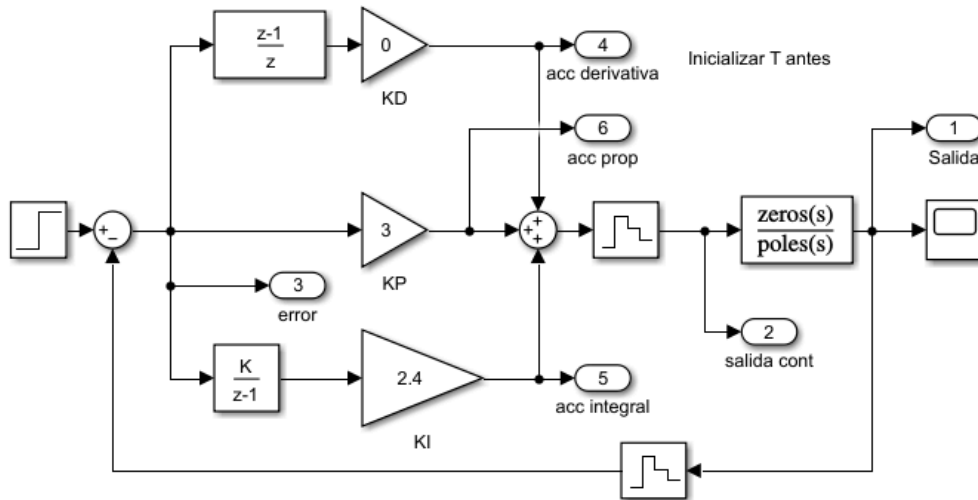 z-1
z
0
KD
4
acc derivativa
Inicializar T antes
6
acc prop
1
Salida
+
−
3
KP
+
+
+
zeros(s)
poles(s)
3
error
2
salida cont
K
z-1
2.4
KI
5
acc integral